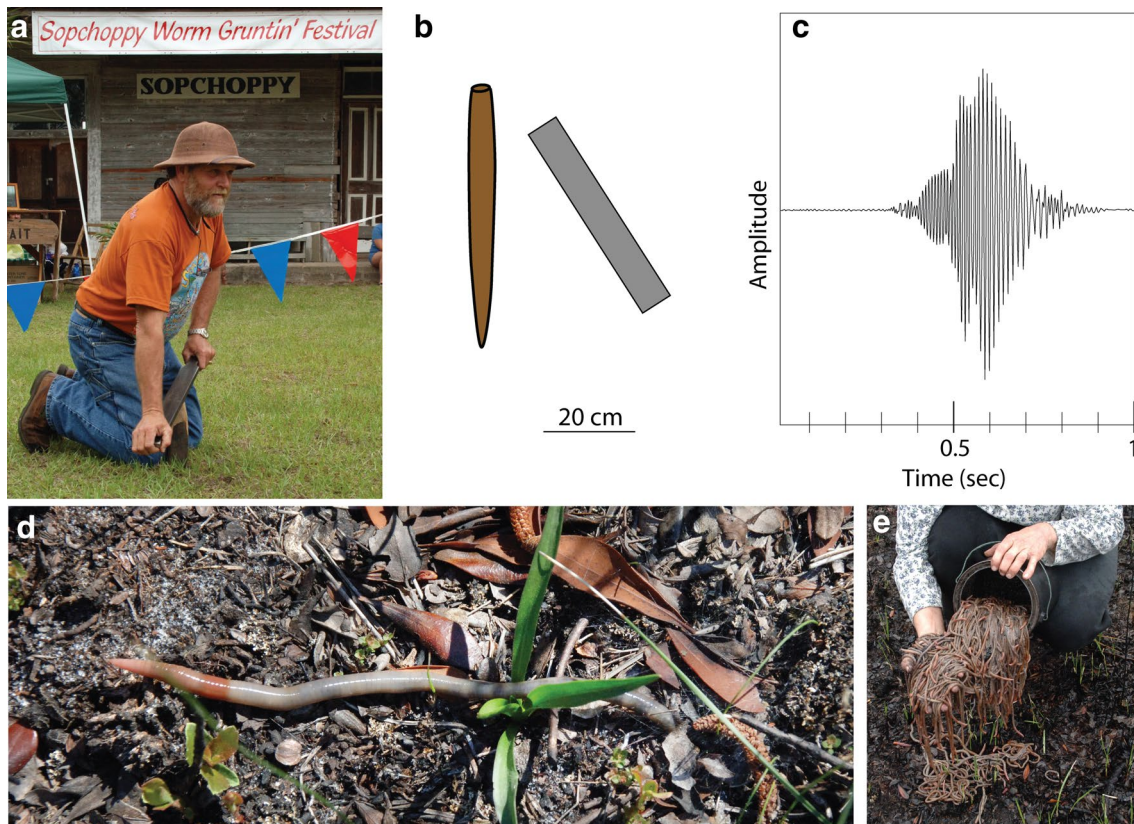 a
Sopchoppy Worm Gruntin' Festival
SOPCHOPPY
AIT
b
20 cm
c
Amplitude
0.5
1
Time (sec)
d
e